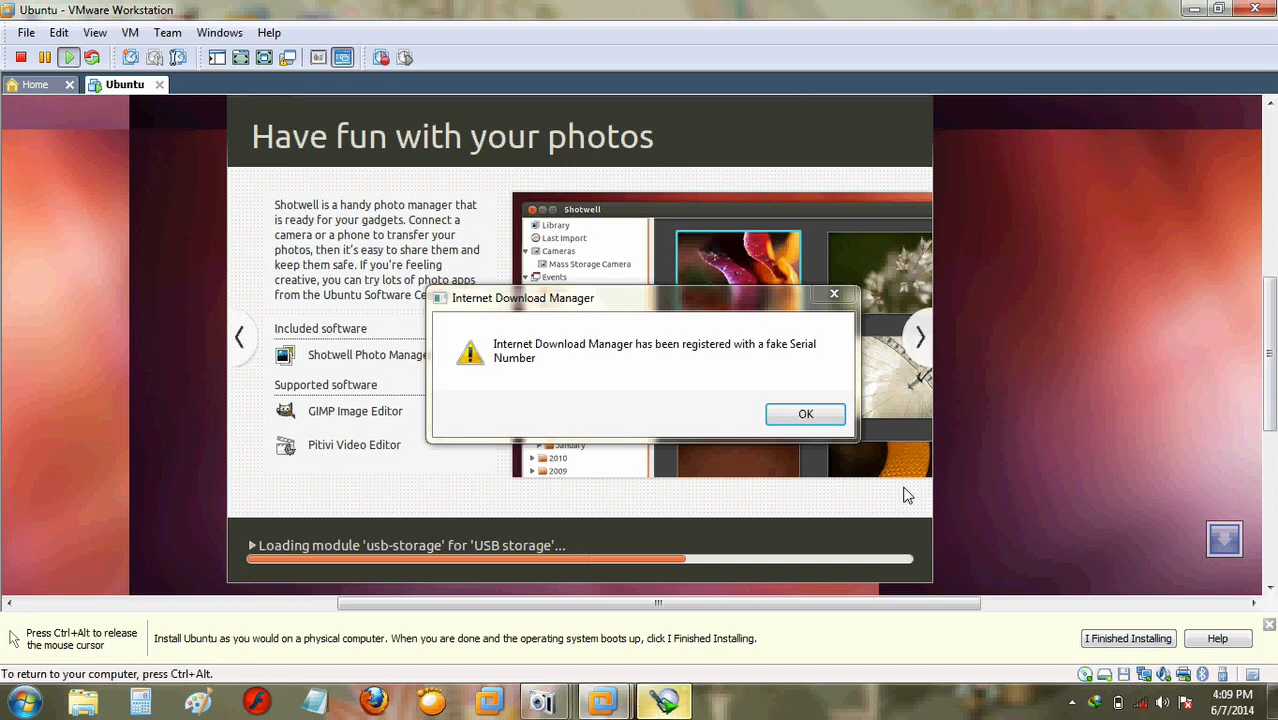 Ubuntu - VMware Workstation
File Edit View VM Team Windows Help
Home Ubuntu
Have fun with your photos
Shotwell is a handy photo manager that
is ready for your gadgets. Connect a
camera or a phone to transfer your
photos, then it's easy to share them and
keep them safe. If you're feeling
creative, you can try lots of photo apps
from the Ubuntu Software Ce
Included software
Shotwell Photo Manage
Supported software
GIMP Image Editor
Pitivi Video Editor
Shotwell
Library
Last Import
Cameras
Mass Storage Camera
Events
Internet Download Manager
Internet Download Manager has been registered with a fake Serial
Number
OK
January
2010
2009
Loading module 'usb-storage' for 'USB storage'...
Press Ctrl+Alt to release
the mouse cursor
Install Ubuntu as you would on a physical computer. When you are done and the operating system boots up, click I Finished Installing.
I Finished Installing
Help
To return to your computer, press Ctrl+Alt.
4:09 PM
6/7/2014